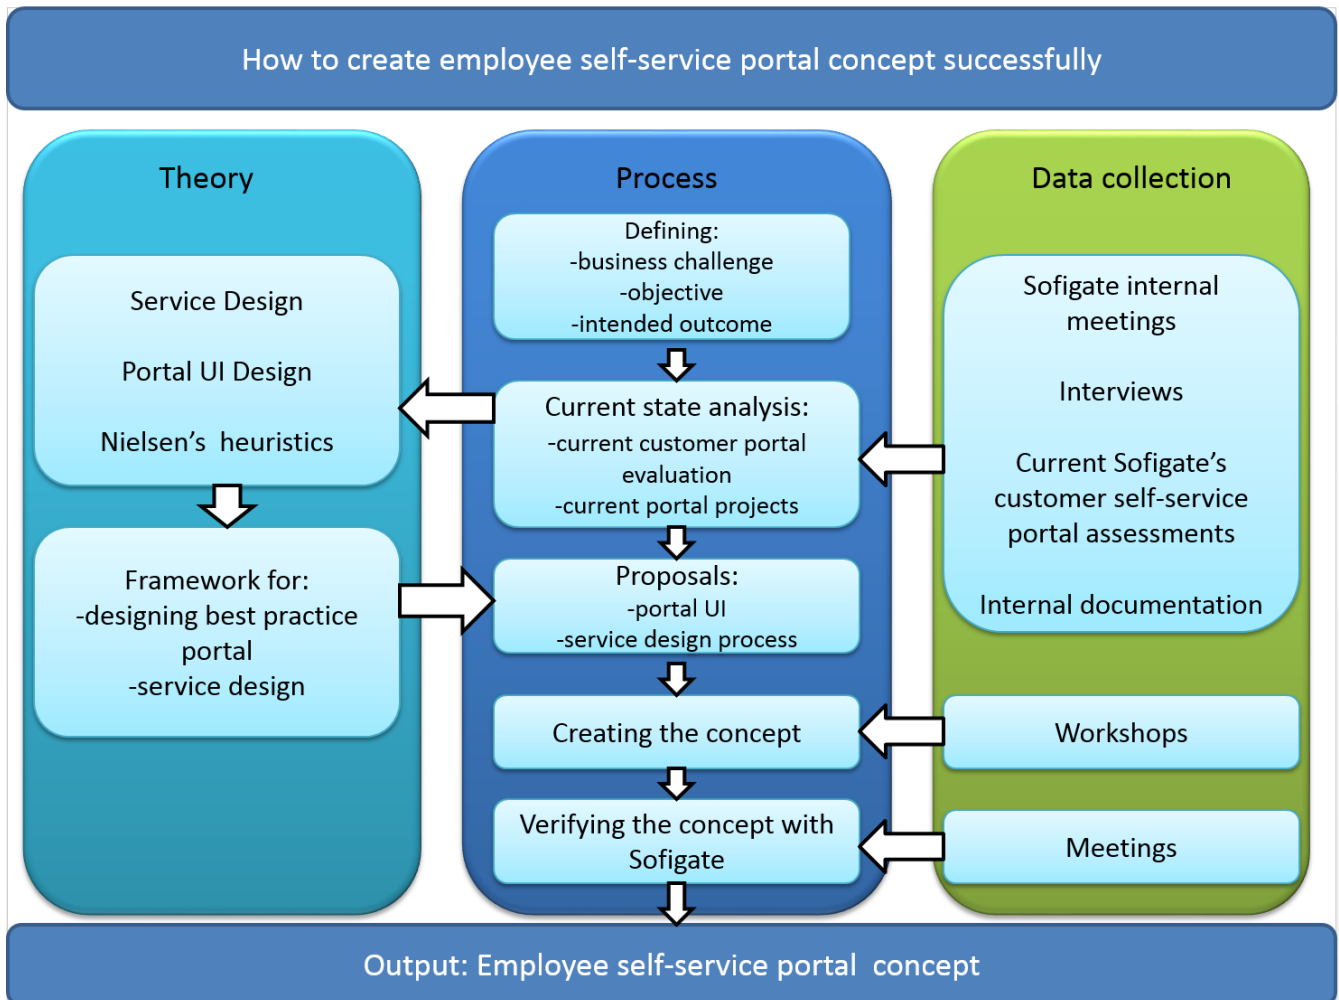 How to create employee self-service portal concept successfully
Theory
Service Design
Portal UI Design
Nielsen's  heuristics
Framework for:
-designing best practice
portal
-service design
Process
Defining:
-business challenge
-objective
-intended outcome
Current state analysis:
-current customer portal
evaluation
-current portal projects
Proposals:
-portal UI
-service design process
Creating the concept
Verifying the concept with
Sofigate
Data collection
Sofigate internal
meetings
Interviews
Current Sofigate's
customer self-service
portal assessments
Internal documentation
Workshops
Meetings
Output: Employee self-service portal  concept